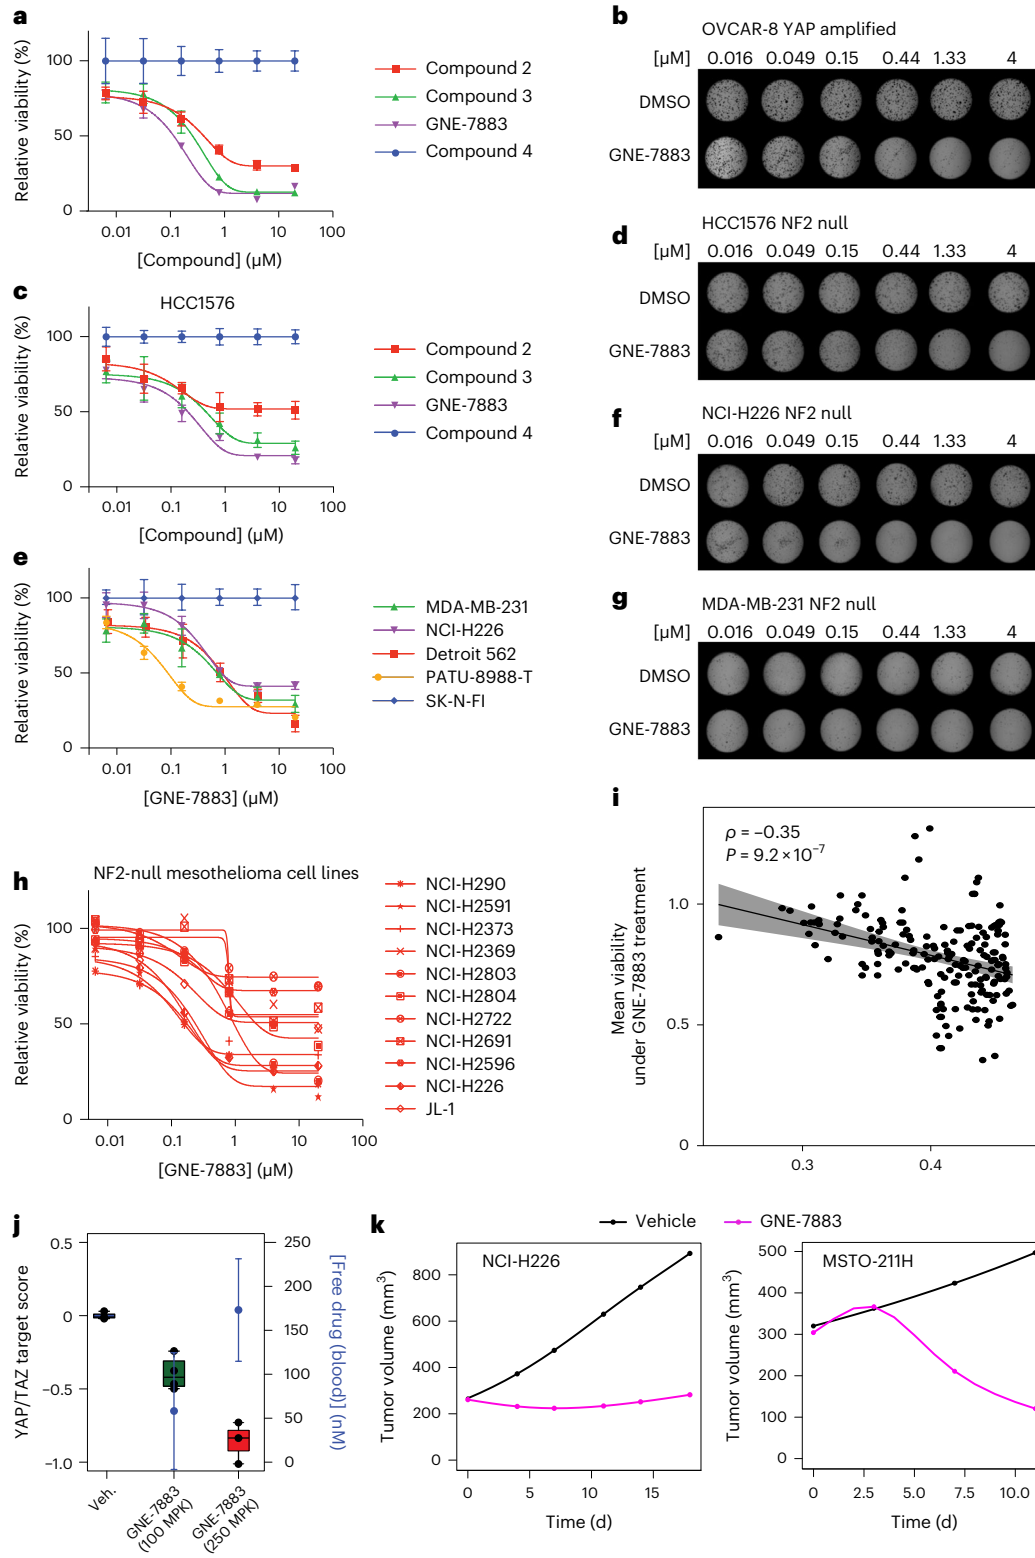 a
Relative viability (%)
100
50
0
0.01 0.1 1 10 100
[Compound] (µM)
Compound 2
Compound 3
GNE-7883
Compound 4
b
OVCAR-8 YAP amplified
[µM] 0.016 0.049 0.15 0.44 1.33 4
DMSO
GNE-7883
c
HCC1576
Relative viability (%)
100
50
0
0.01 0.1 1 10 100
[Compound] (µM)
Compound 2
Compound 3
GNE-7883
Compound 4
d
HCC1576 NF2 null
[µM] 0.016 0.049 0.15 0.44 1.33 4
DMSO
GNE-7883
e
Relative viability (%)
100
50
0
0.01 0.1 1 10 100
[GNE-7883] (µM)
MDA-MB-231
NCI-H226
Detroit 562
PATU-8988-T
SK-N-FI
f
NCI-H226 NF2 null
[µM] 0.016 0.049 0.15 0.44 1.33 4
DMSO
GNE-7883
g
MDA-MB-231 NF2 null
[µM] 0.016 0.049 0.15 0.44 1.33 4
DMSO
GNE-7883
h
NF2-null mesothelioma cell lines
Relative viability (%)
100
50
0
0.01 0.1 1 10 100
[GNE-7883] (µM)
NCI-H290
NCI-H2591
NCI-H2373
NCI-H2369
NCI-H2803
NCI-H2804
NCI-H2722
NCI-H2691
NCI-H2596
NCI-H226
JL-1
i
ρ = −0.35
P = 9.2 × 10⁻⁷
Mean viability
under GNE-7883 treatment
1.0
0.5
0
0.3 0.4
j
YAP/TAZ target score
0.5
0
−0.5
−1.0
250
200
150
100
50
0
[Free drug (blood)] (nM)
Veh.
GNE-7883
(100 MPK)
GNE-7883
(250 MPK)
k
Vehicle GNE-7883
NCI-H226
Tumor volume (mm³)
800
600
400
200
0
0 5 10 15
Time (d)
MSTO-211H
Tumor volume (mm³)
500
400
300
200
100
0
0 2.5 5.0 7.5 10.0
Time (d)